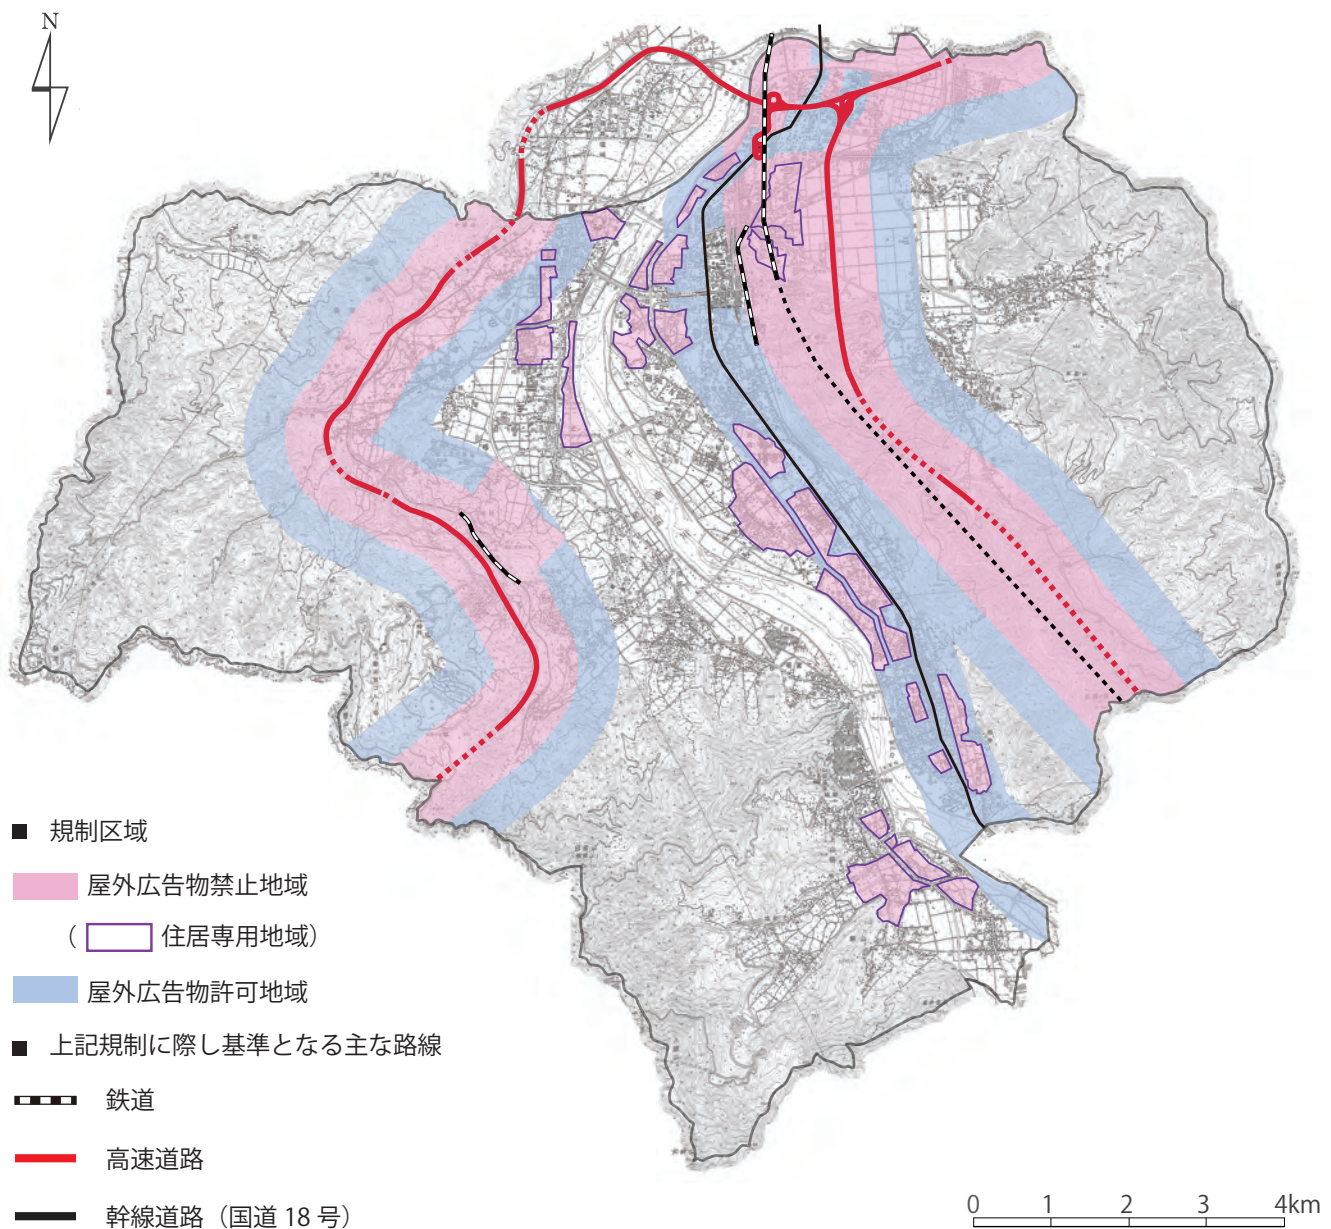 N
■ 規制区域
屋外広告物禁止地域
（ 住居専用地域）
屋外広告物許可地域
■ 上記規制に際し基準となる主な路線
鉄道
高速道路
幹線道路（国道 18 号）
0 1 2 3 4km